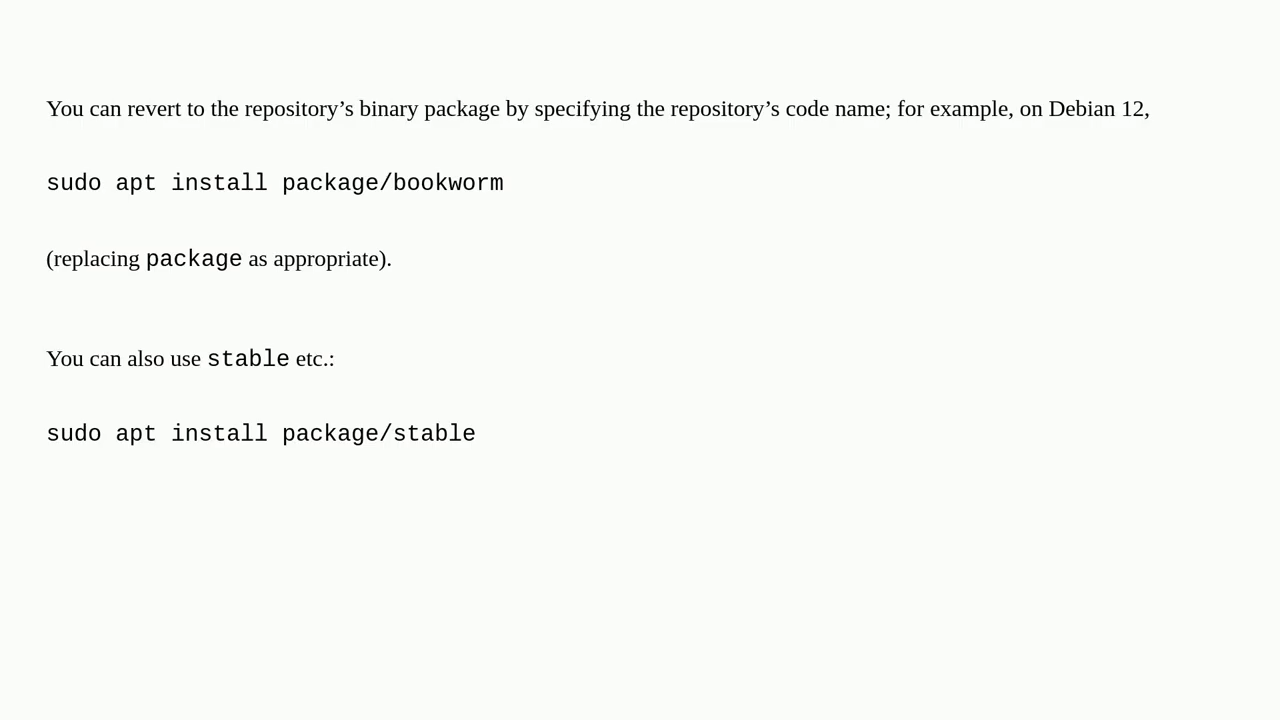 You can revert to the repository’s binary package by specifying the repository’s code name; for example, on Debian 12,
sudo apt install package/bookworm
(replacing package as appropriate).
You can also use stable etc.:
sudo apt install package/stable